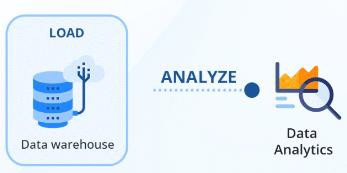 LOAD
Data warehouse
ANALYZE
Data
Analytics